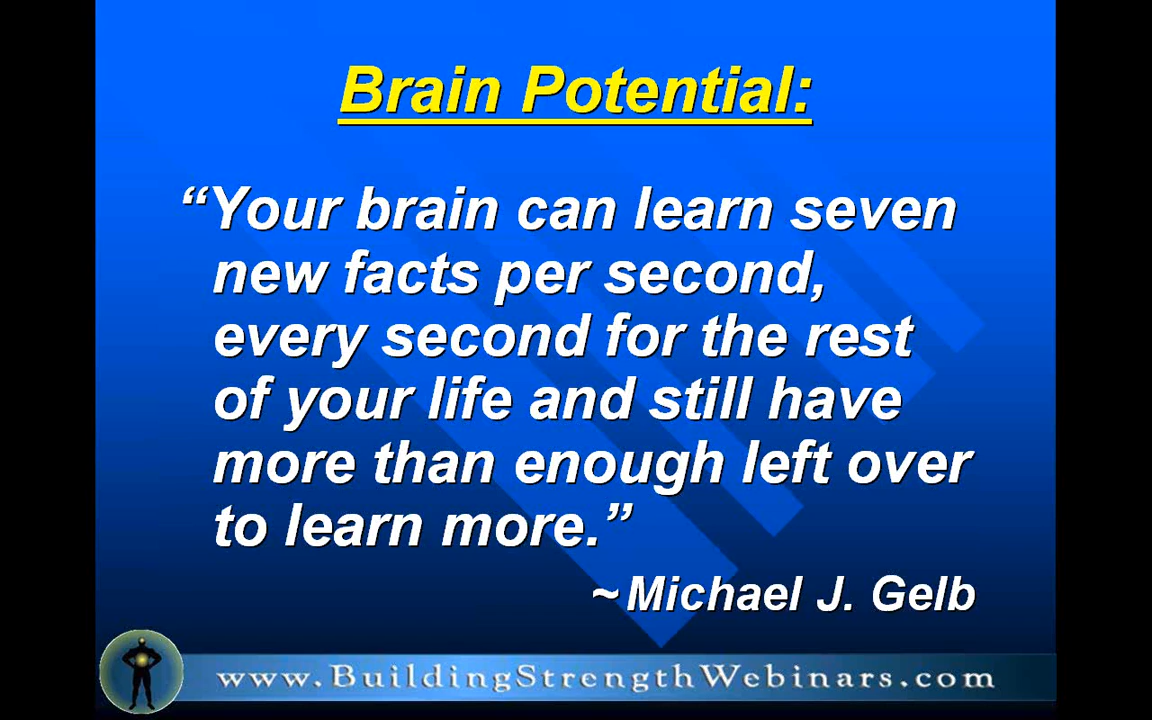 Brain Potential:
“Your brain can learn seven
new facts per second,
every second for the rest
of your life and still have
more than enough left over
to learn more.”
~Michael J. Gelb
www.BuildingStrengthWebinars.com